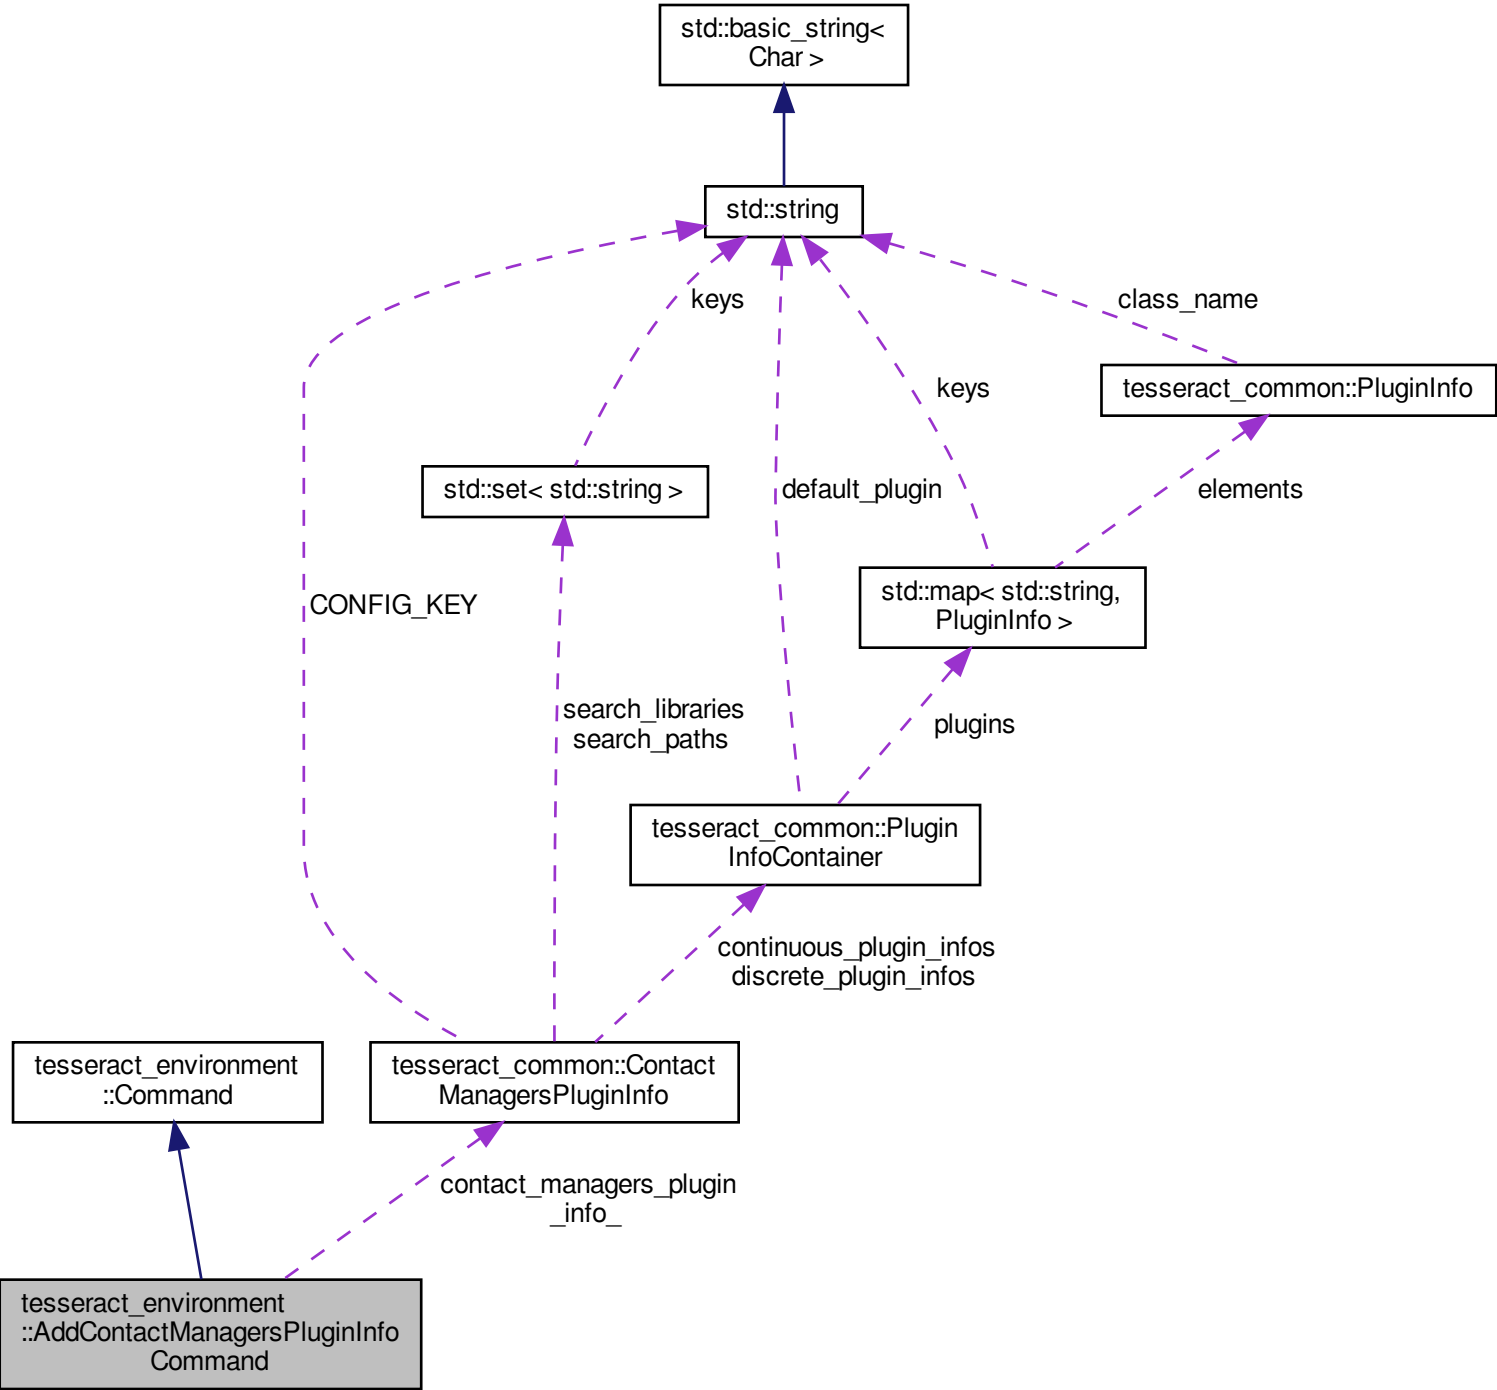 std::basic_string<
Char >
std::string
keys
class_name
tesseract_common::PluginInfo
keys
std::set< std::string >
default_plugin
elements
std::map< std::string,
PluginInfo >
CONFIG_KEY
search_libraries
search_paths
plugins
tesseract_common::Plugin
InfoContainer
continuous_plugin_infos
discrete_plugin_infos
tesseract_environment
::Command
tesseract_common::Contact
ManagersPluginInfo
contact_managers_plugin
_info_
tesseract_environment
::AddContactManagersPluginInfo
Command